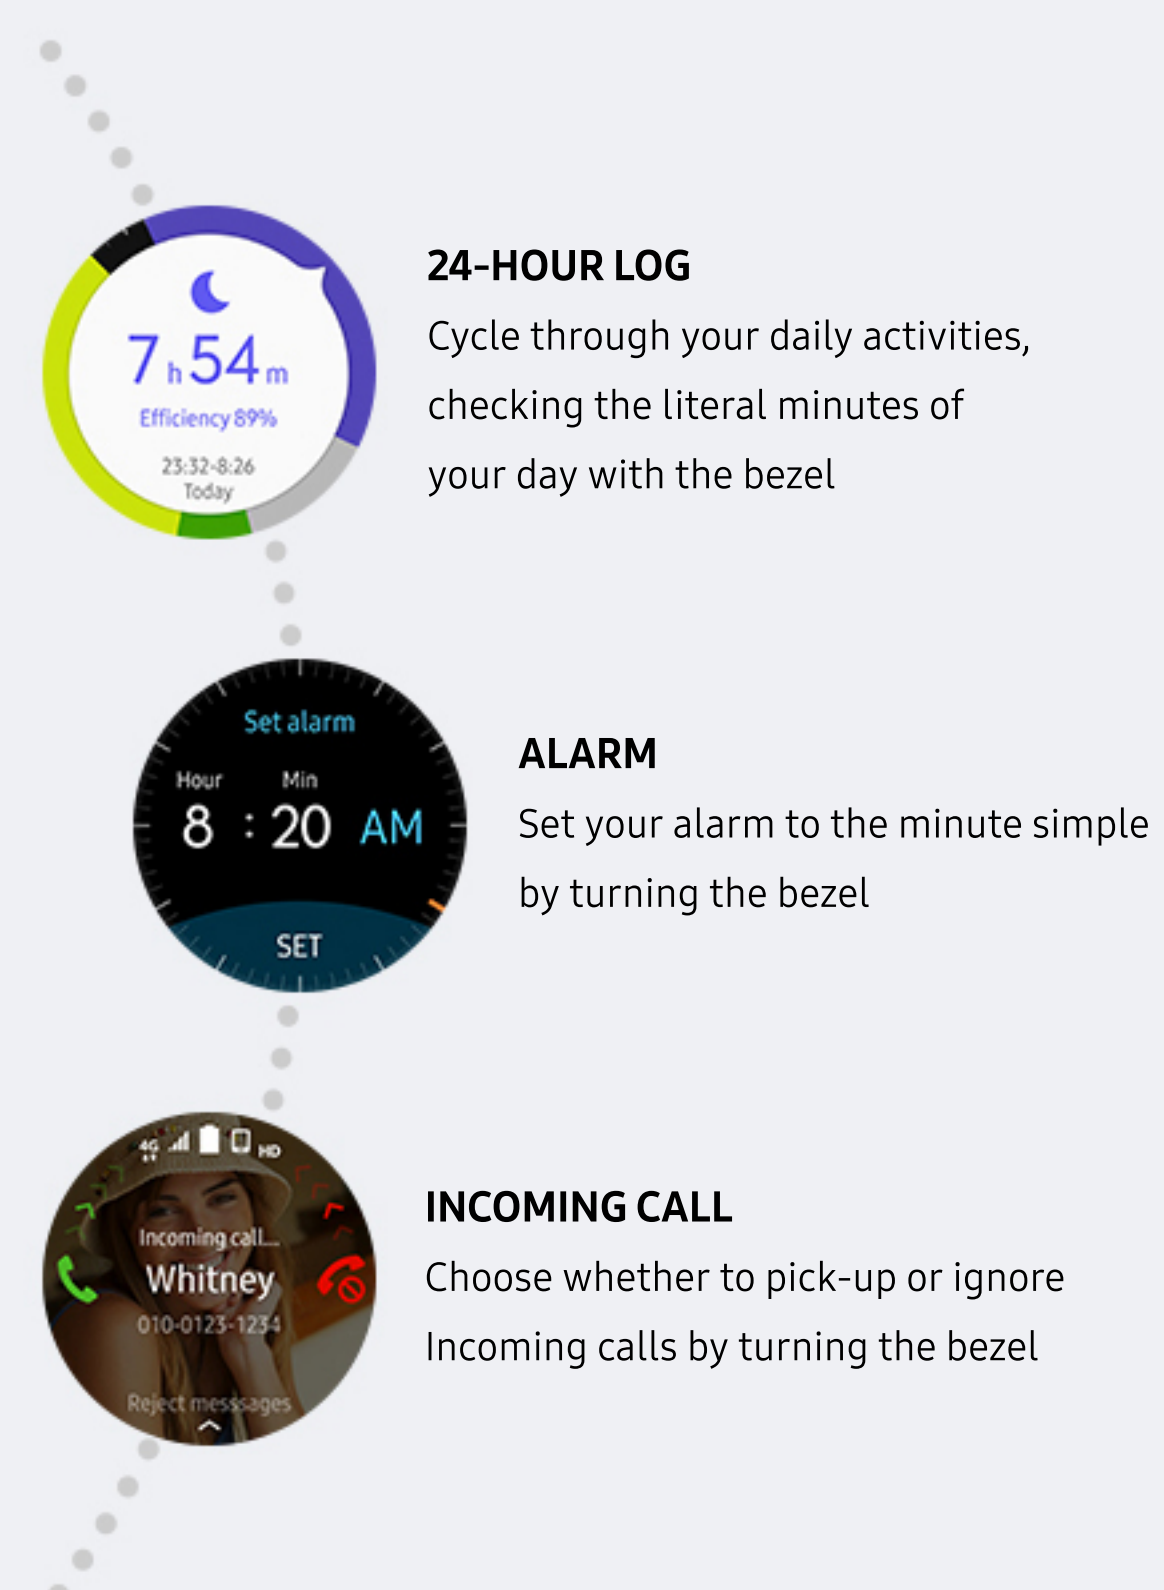 7h54m
Efficiency 89%
23:32-8:26
Today
24-HOUR LOG
Cycle through your daily activities,
checking the literal minutes of
your day with the bezel
Set alarm
Hour Min
8 : 20 AM
SET
ALARM
Set your alarm to the minute simple
by turning the bezel
4G HD
Incoming call...
Whitney
010-0123-1234
Reject messsages
INCOMING CALL
Choose whether to pick-up or ignore
Incoming calls by turning the bezel